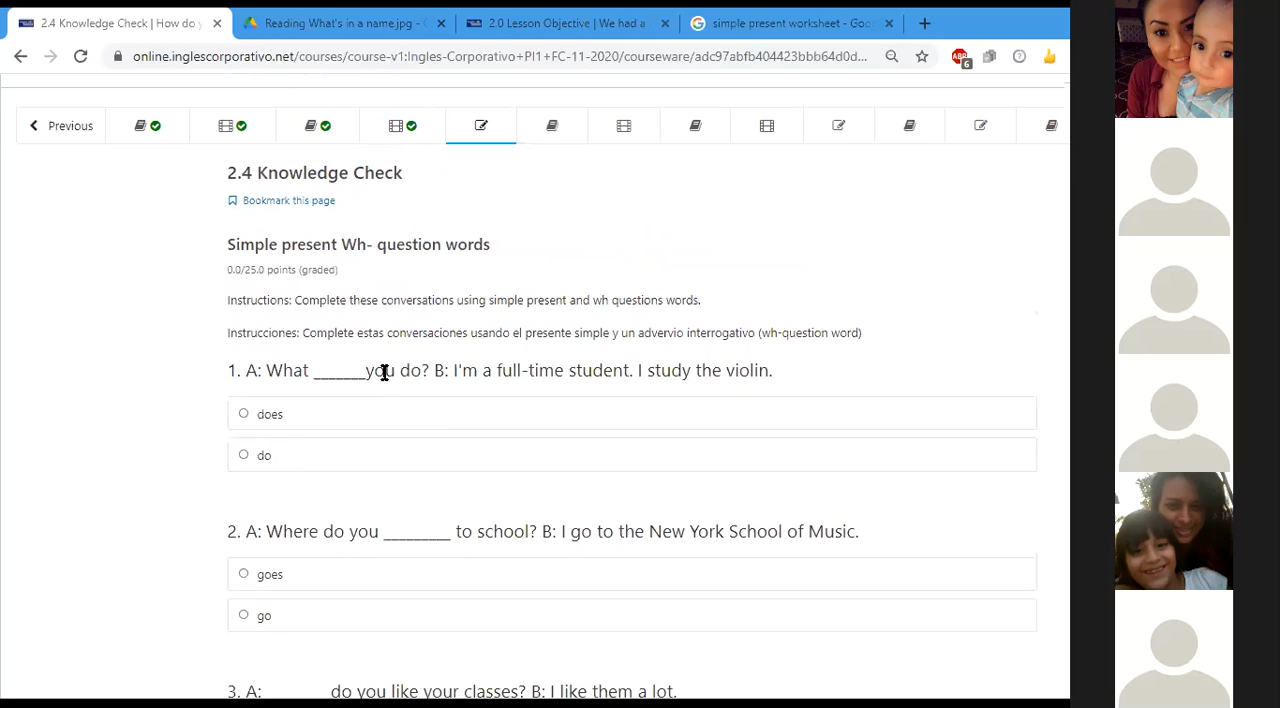 2.4 Knowledge Check | How do y
Reading What's in a name.jpg -
2.0 Lesson Objective | We had a
simple present worksheet - Goo
online.inglescorporativo.net/courses/course-v1:Ingles-Corporativo+PI1+FC-11-2020/courseware/adc97abfb404423bbb64d0d...
6
Previous
2.4 Knowledge Check
Bookmark this page
Simple present Wh- question words
0.0/25.0 points (graded)
Instructions: Complete these conversations using simple present and wh questions words.
Instrucciones: Complete estas conversaciones usando el presente simple y un advervio interrogativo (wh-question word)
1. A: What _______you do? B: I'm a full-time student. I study the violin.
does
do
2. A: Where do you _________ to school? B: I go to the New York School of Music.
goes
go
3. A: _________ do you like your classes? B: I like them a lot.